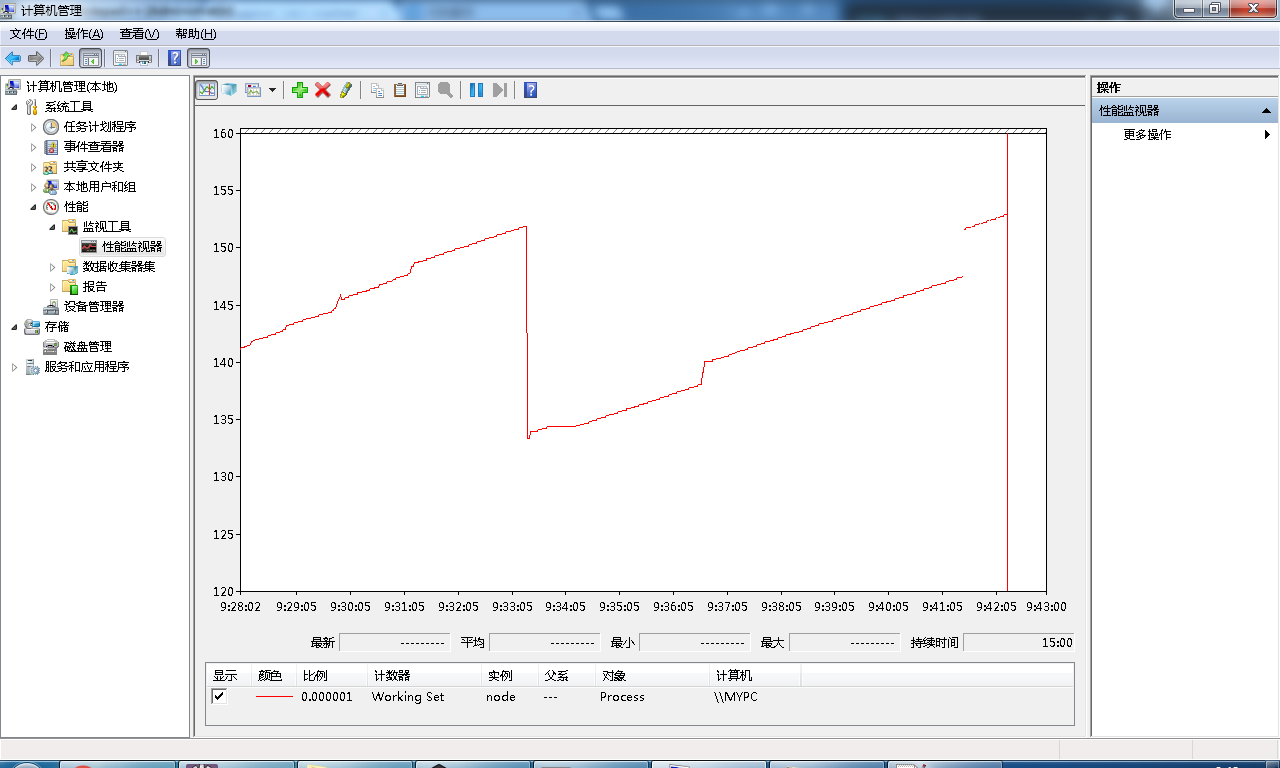 计算机管理
文件(F) 操作(A) 查看(V) 帮助(H)
计算机管理(本地)
系统工具
任务计划程序
事件查看器
共享文件夹
本地用户和组
性能
监视工具
性能监视器
数据收集器集
报告
设备管理器
存储
磁盘管理
服务和应用程序
160
155
150
145
140
135
130
125
120
9:28:02 9:29:05 9:30:05 9:31:05 9:32:05 9:33:05 9:34:05 9:35:05 9:36:05 9:37:05 9:38:05 9:39:05 9:40:05 9:41:05 9:42:05 9:43:00
最新 --------- 平均 --------- 最小 --------- 最大 --------- 持续时间 15:00
显示 颜色 比例 计数器 实例 父系 对象 计算机
0.000001 Working Set node --- Process \\MYPC
操作
性能监视器
更多操作